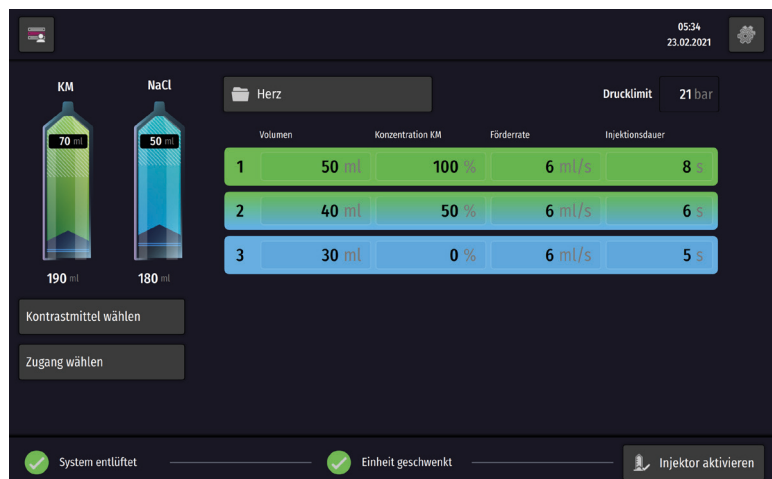 05:34
23.02.2021
KM
NaCl
70 ml
50 ml
190 ml
180 ml
Kontrastmittel wählen
Zugang wählen
Herz
Drucklimit 21 bar
Volumen Konzentration KM Förderrate Injektionsdauer
1 50 ml 100 % 6 ml/s 8 s
2 40 ml 50 % 6 ml/s 6 s
3 30 ml 0 % 6 ml/s 5 s
System entlüftet
Einheit geschwenkt
Injektor aktivieren